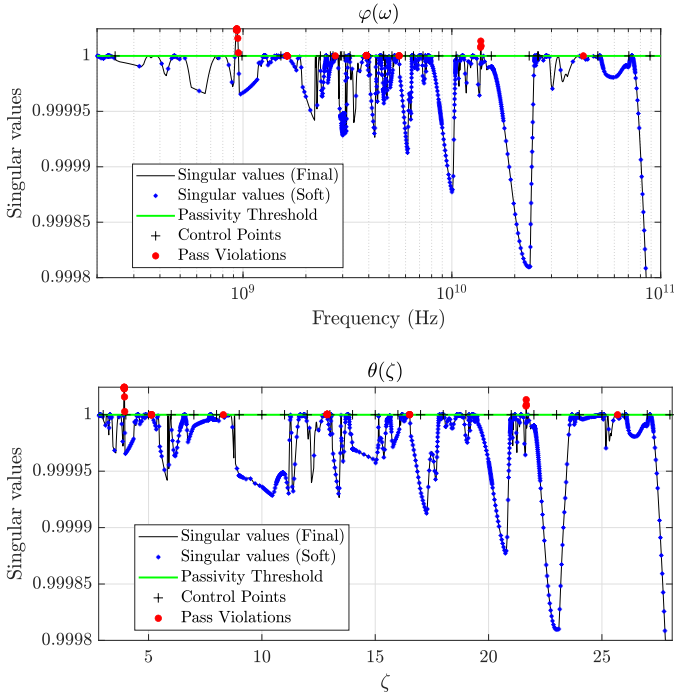 φ(ω)
1
0.99995
0.9999
0.99985
0.9998
Singular values
Singular values (Final)
Singular values (Soft)
Passivity Threshold
Control Points
Pass Violations
10⁹ 10¹⁰ 10¹¹
Frequency (Hz)
θ(ζ)
1
0.99995
0.9999
0.99985
0.9998
Singular values
Singular values (Final)
Singular values (Soft)
Passivity Threshold
Control Points
Pass Violations
5 10 15 20 25
ζ